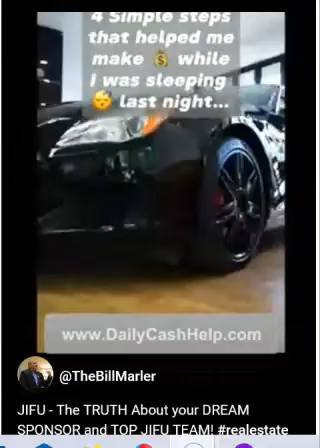 4 Simple steps
that helped me
make 💰 while
I was sleeping
😴 last night...
www.DailyCashHelp.com
@TheBillMarler
JIFU - The TRUTH About your DREAM
SPONSOR and TOP JIFU TEAM! #realestate